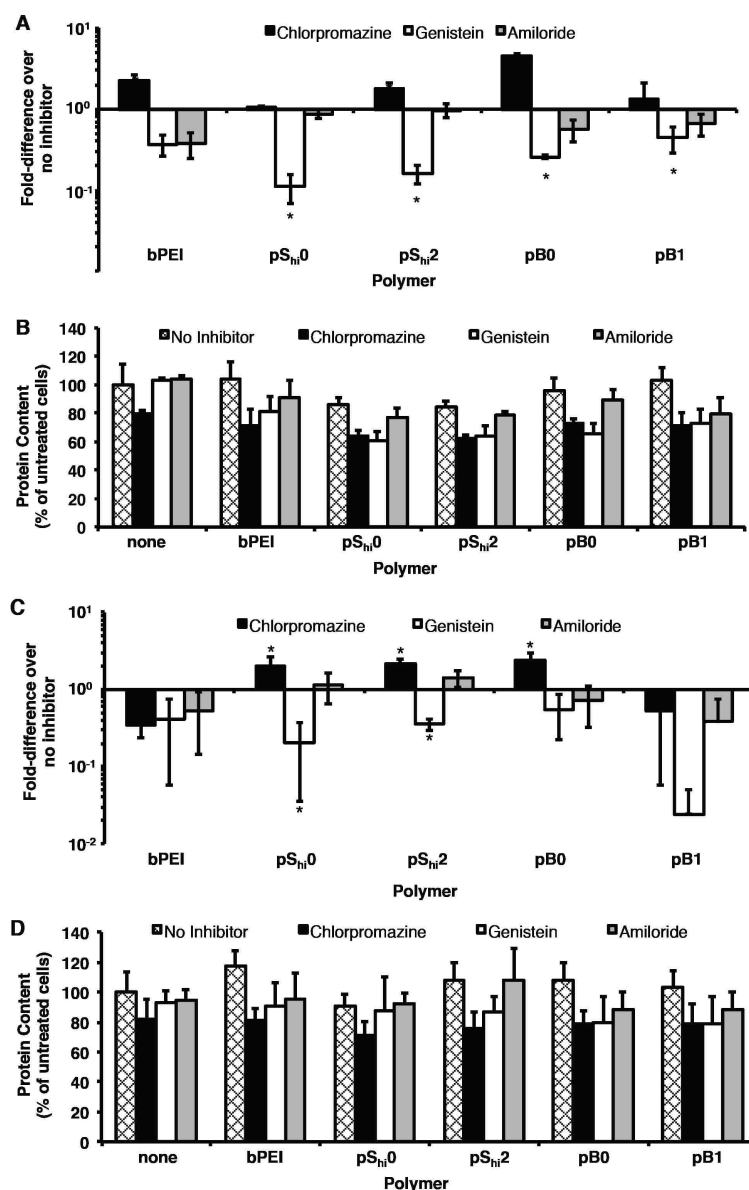 A
Chlorpromazine Genistein Amiloride
Fold-difference over
no inhibitor
10¹
10⁰
10⁻¹
* * * *
bPEI pShi0 pShi2 pB0 pB1
Polymer
B
No Inhibitor Chlorpromazine Genistein Amiloride
Protein Content
(% of untreated cells)
140
120
100
80
60
40
20
0
none bPEI pShi0 pShi2 pB0 pB1
Polymer
C
Chlorpromazine Genistein Amiloride
Fold-difference over
no inhibitor
10¹
10⁰
10⁻¹
10⁻²
* * *
* *
bPEI pShi0 pShi2 pB0 pB1
Polymer
D
No Inhibitor Chlorpromazine Genistein Amiloride
Protein Content
(% of untreated cells)
140
120
100
80
60
40
20
0
none bPEI pShi0 pShi2 pB0 pB1
Polymer